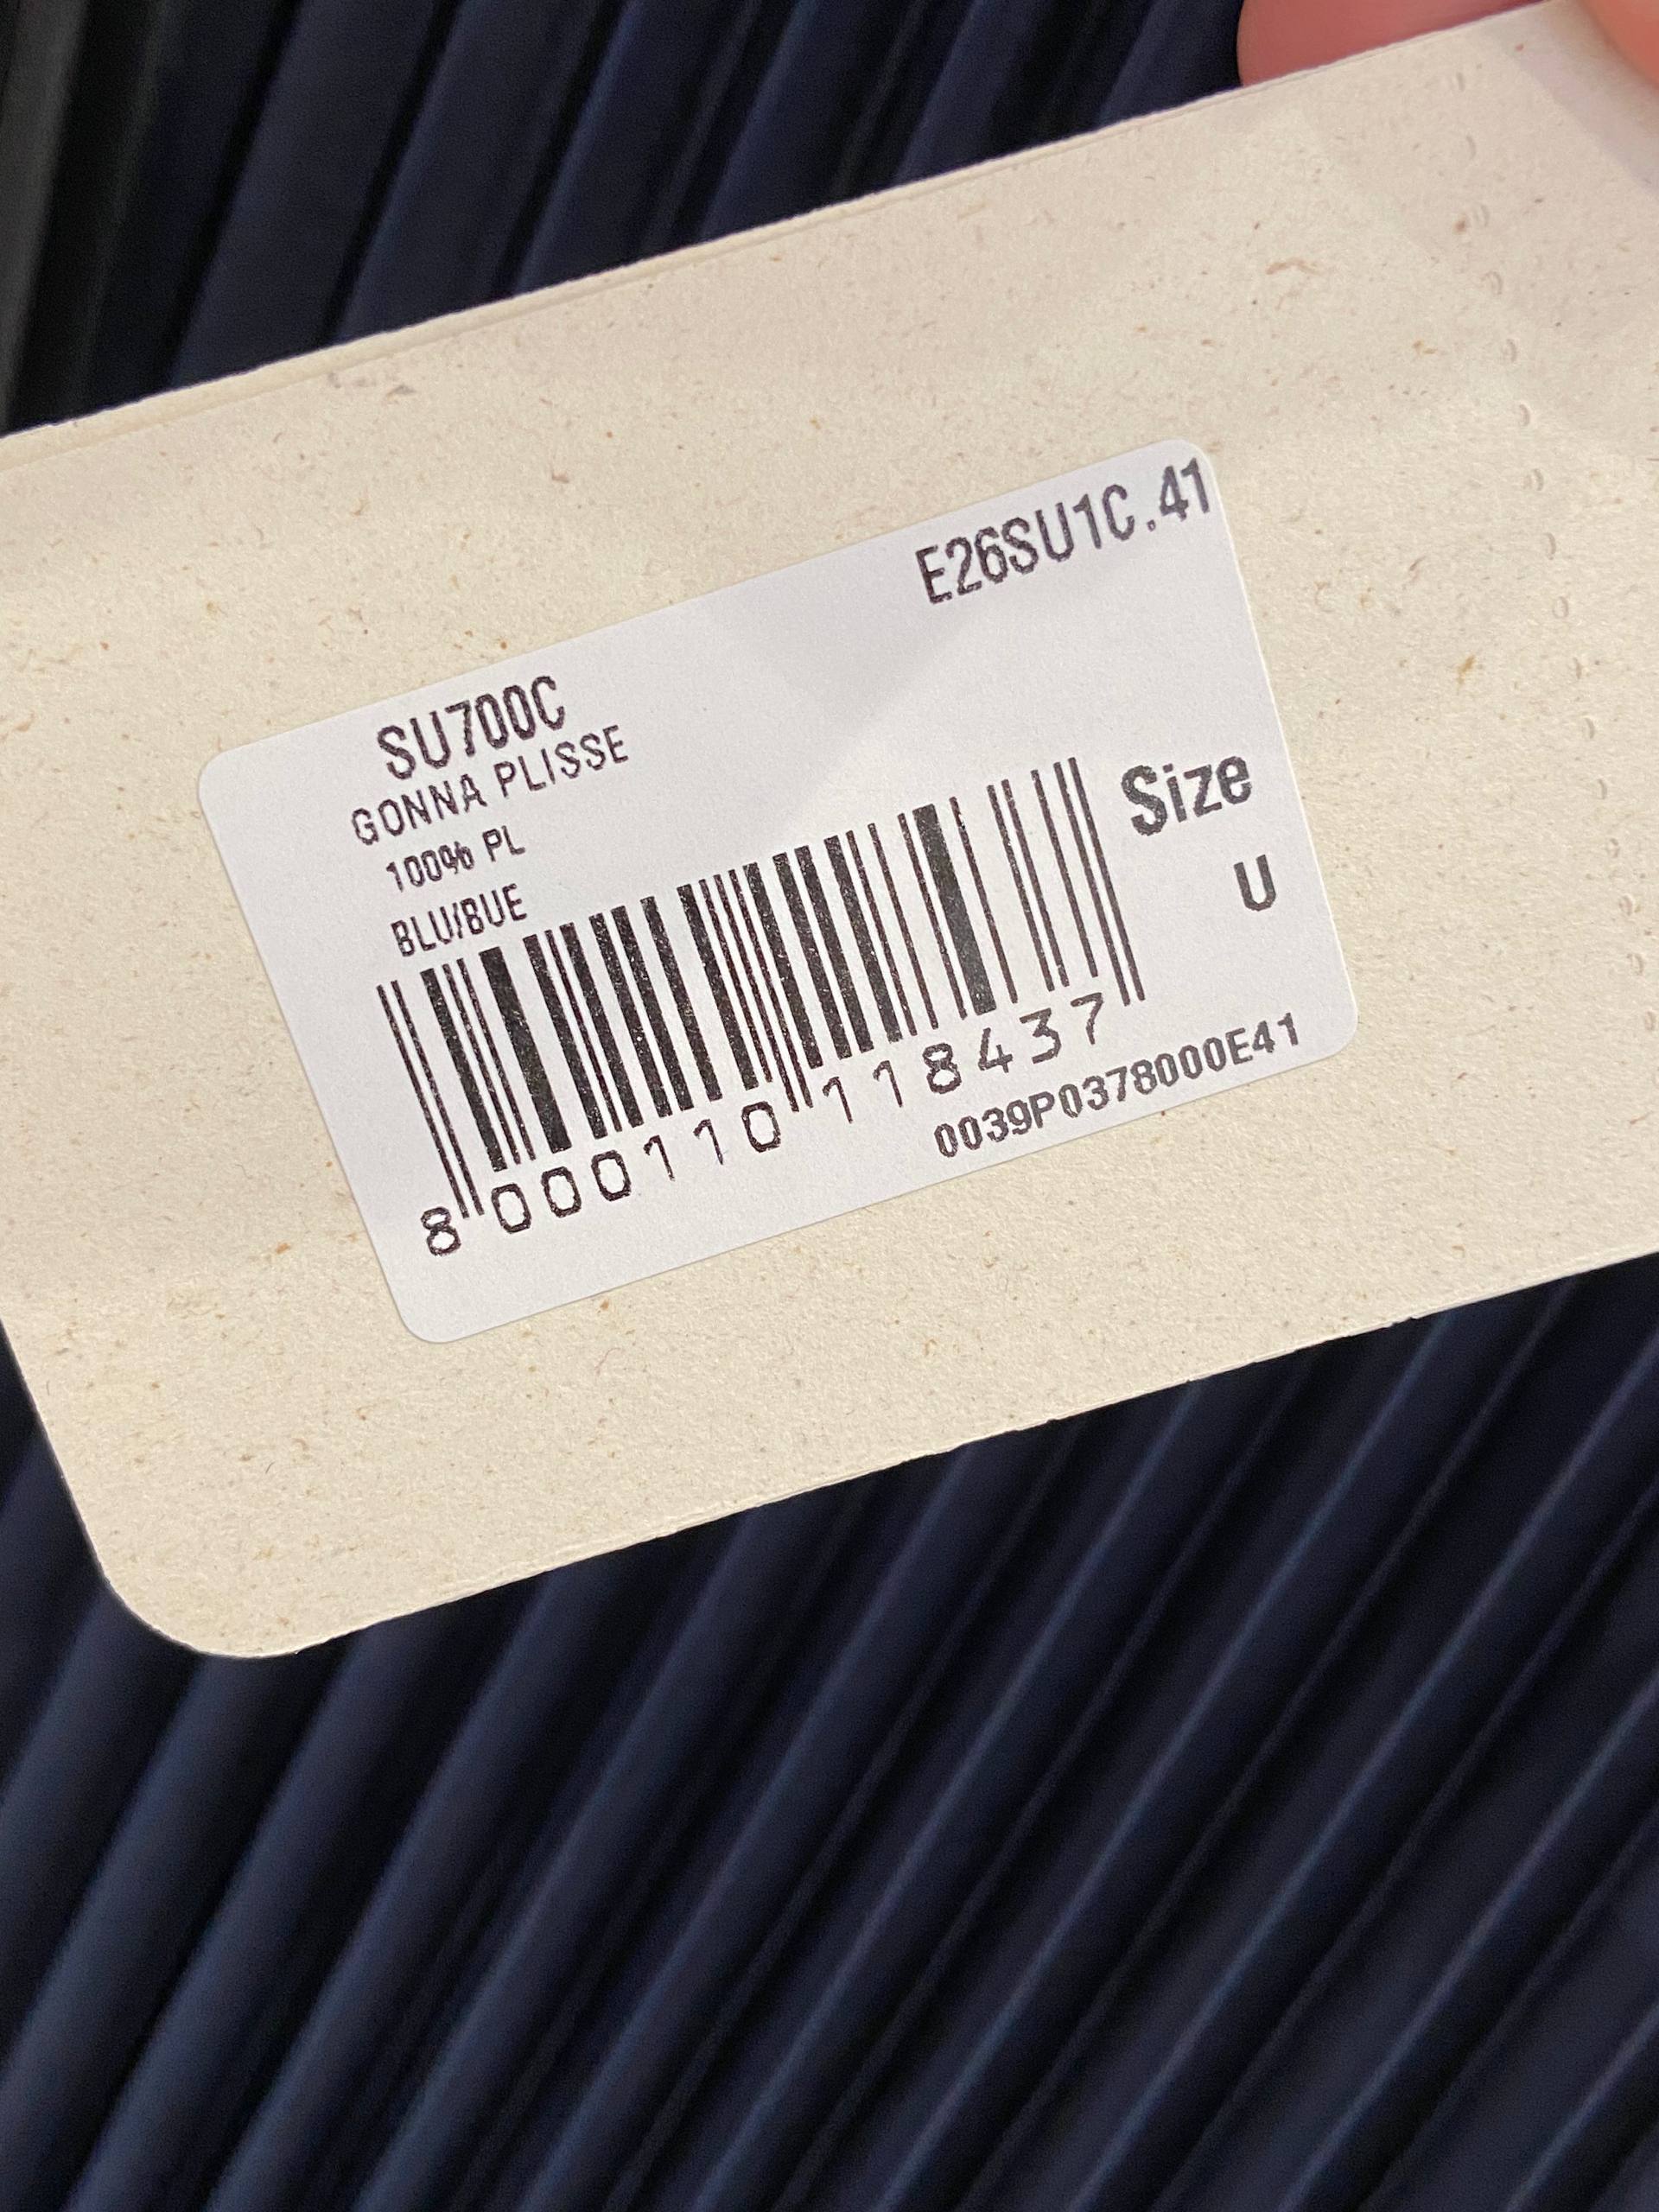 E26SU1C.41
SU700C
GONNA PLISSE
100% PL
BLU/BUE
Size
U
8 000110 118437
0039P0378000E41